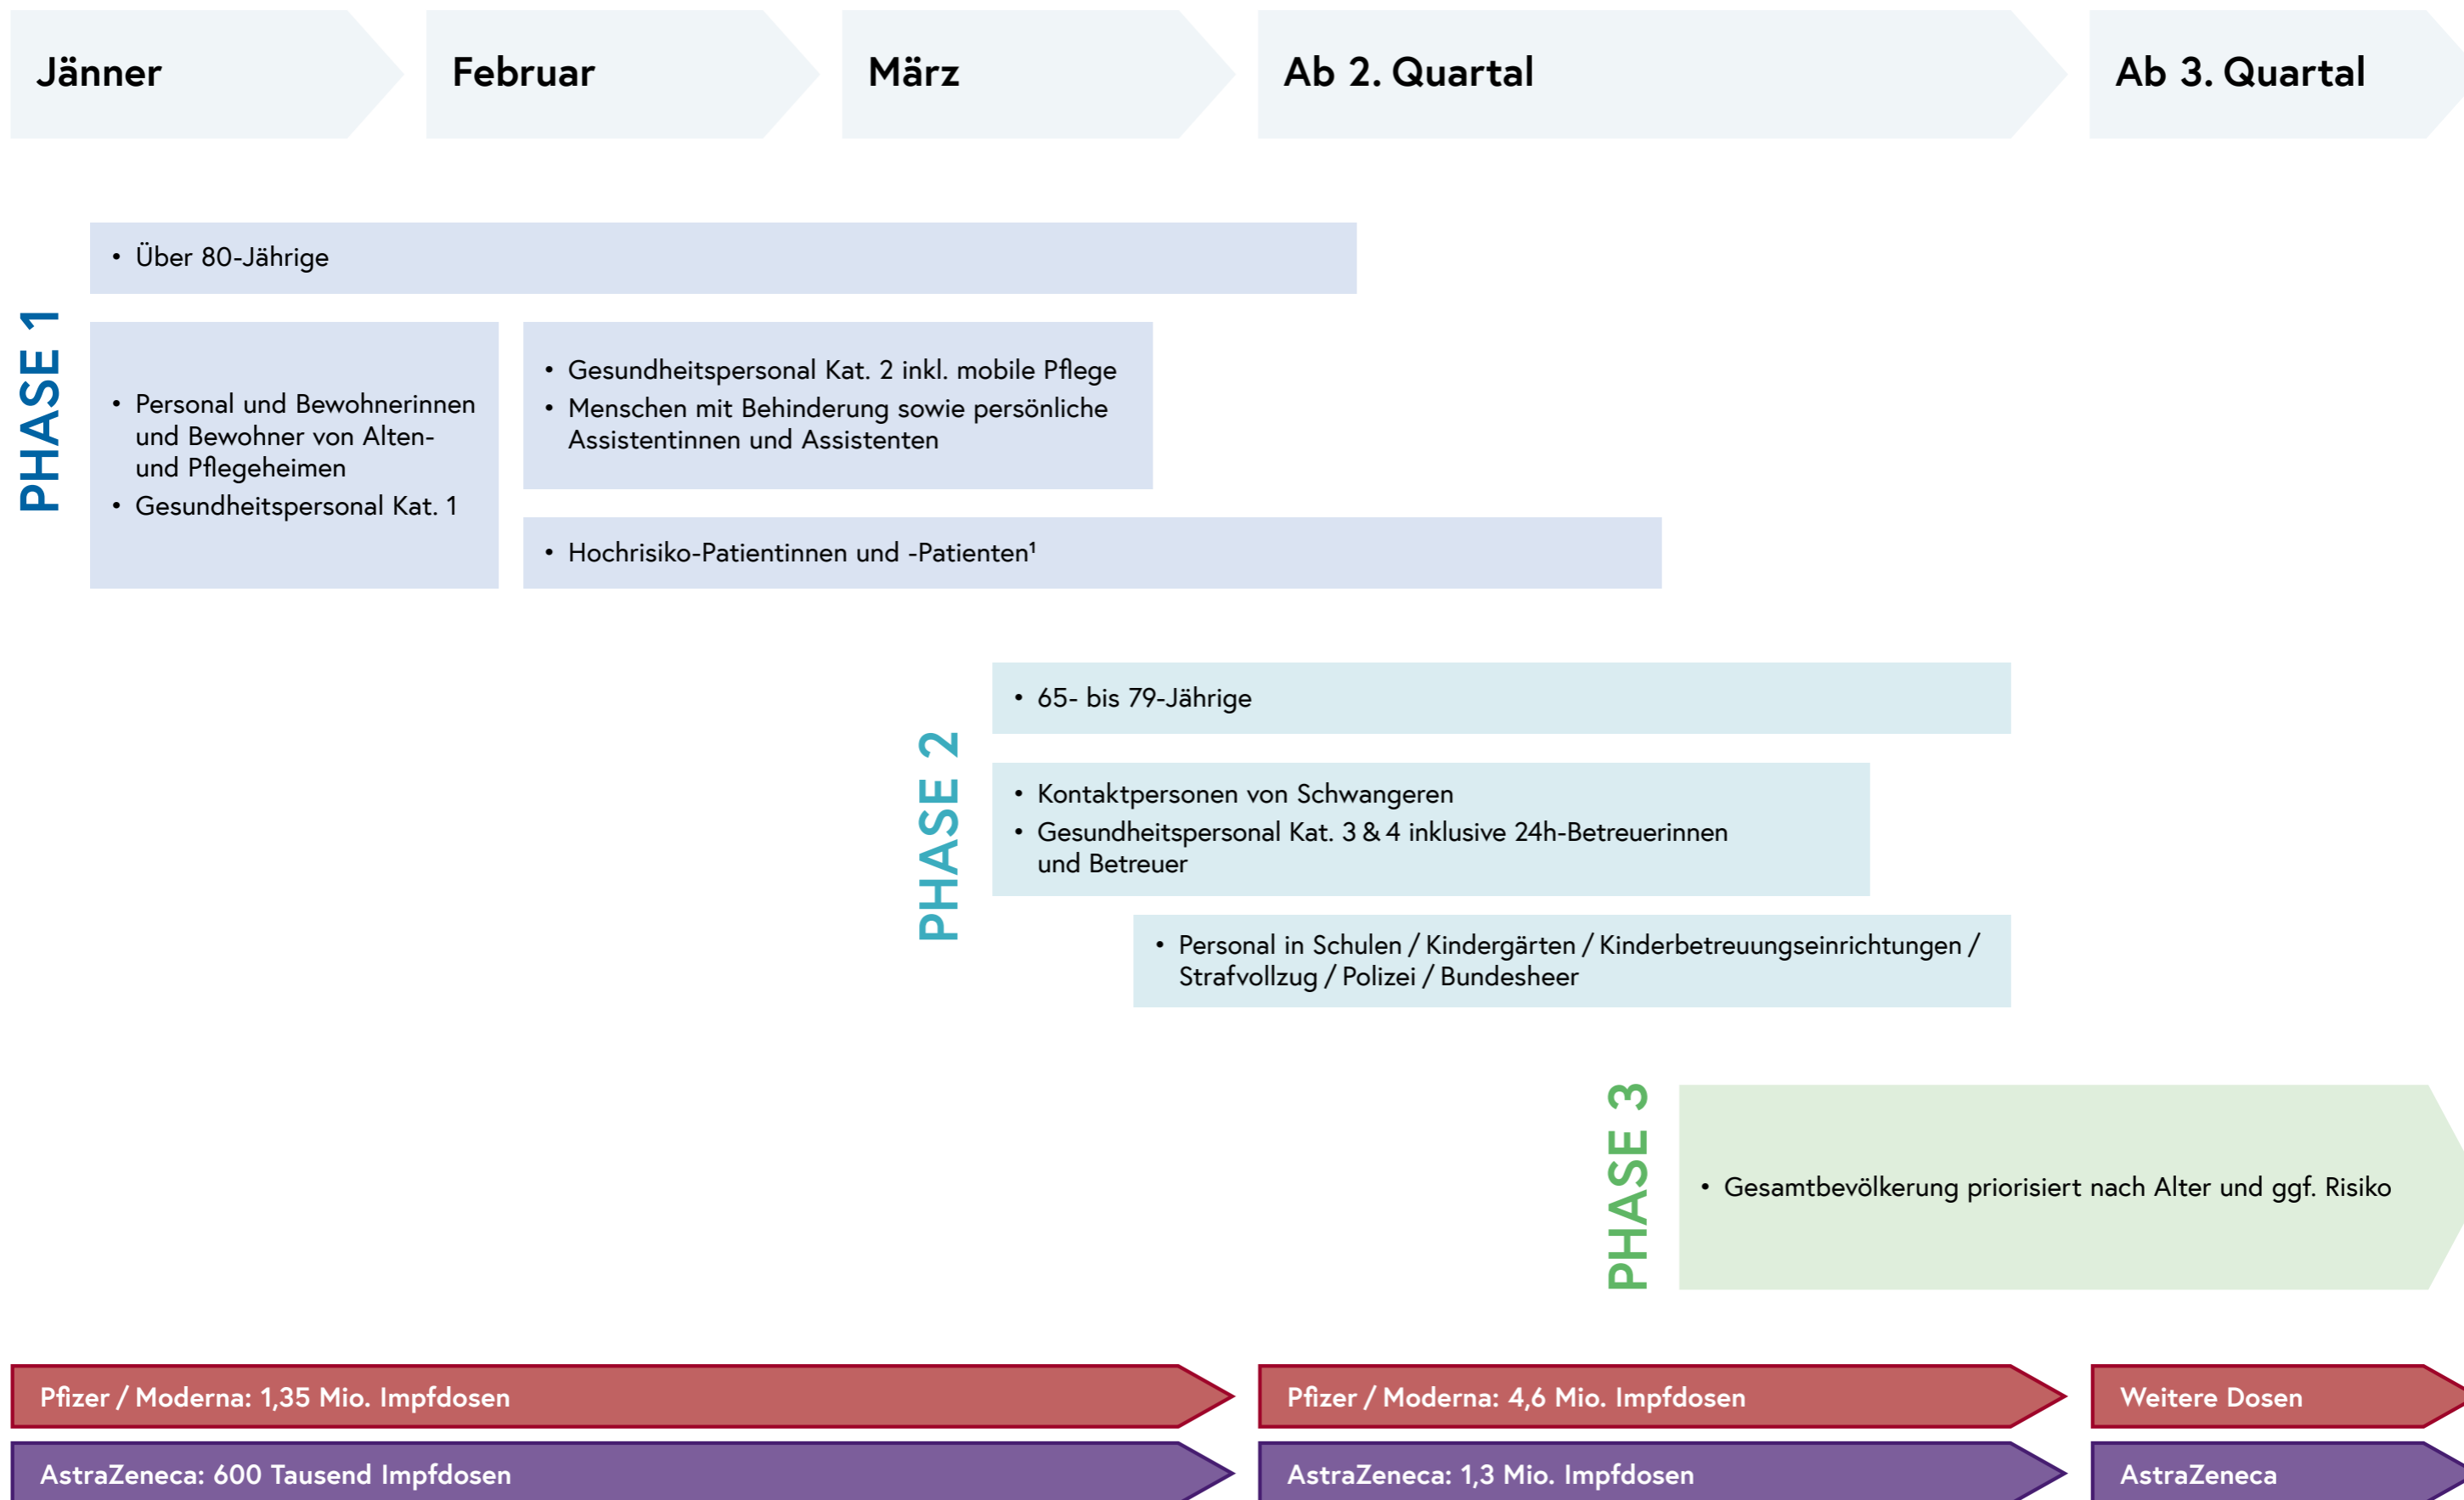 Jänner
Februar
März
Ab 2. Quartal
Ab 3. Quartal
PHASE 1
• Über 80-Jährige
• Personal und Bewohnerinnen
und Bewohner von Alten-
und Pflegeheimen
• Gesundheitspersonal Kat. 1
• Gesundheitspersonal Kat. 2 inkl. mobile Pflege
• Menschen mit Behinderung sowie persönliche
Assistentinnen und Assistenten
• Hochrisiko-Patientinnen und -Patienten¹
PHASE 2
• 65- bis 79-Jährige
• Kontaktpersonen von Schwangeren
• Gesundheitspersonal Kat. 3 & 4 inklusive 24h-Betreuerinnen
und Betreuer
• Personal in Schulen / Kindergärten / Kinderbetreuungseinrichtungen /
Strafvollzug / Polizei / Bundesheer
PHASE 3
• Gesamtbevölkerung priorisiert nach Alter und ggf. Risiko
Pfizer / Moderna: 1,35 Mio. Impfdosen
Pfizer / Moderna: 4,6 Mio. Impfdosen
Weitere Dosen
AstraZeneca: 600 Tausend Impfdosen
AstraZeneca: 1,3 Mio. Impfdosen
AstraZeneca